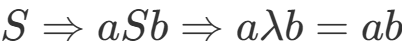 S ⇒ aSb ⇒ aλb = ab